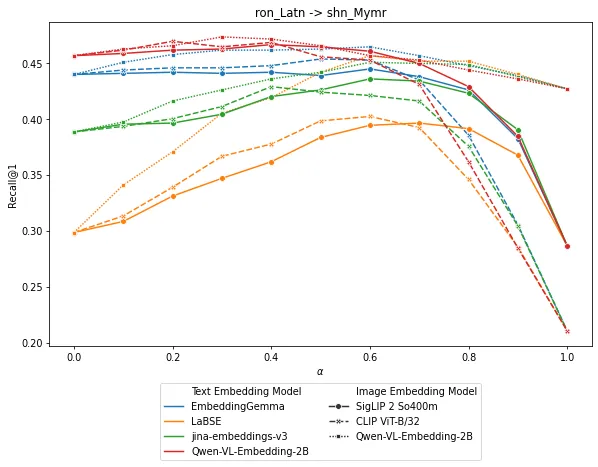 ron_Latn -> shn_Mymr
Recall@1
0.45
0.40
0.35
0.30
0.25
0.20
0.0
0.2
0.4
0.6
0.8
1.0
α
Text Embedding Model
EmbeddingGemma
LaBSE
jina-embeddings-v3
Qwen-VL-Embedding-2B
Image Embedding Model
SigLIP 2 So400m
CLIP ViT-B/32
Qwen-VL-Embedding-2B